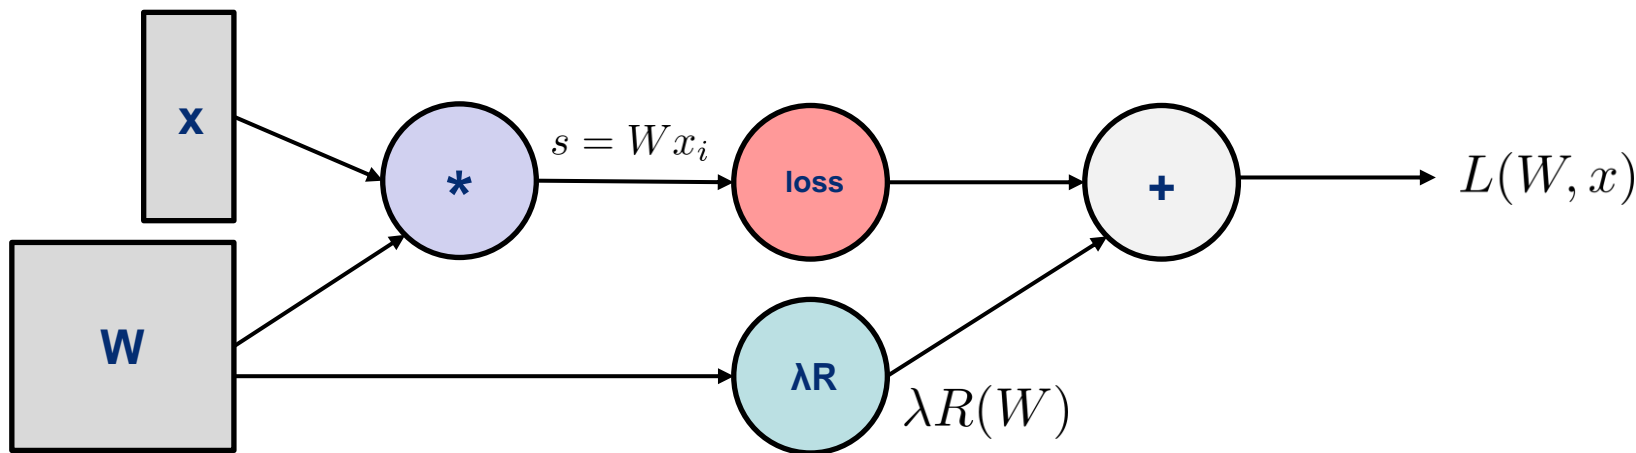 x
*
s = Wx_i
loss
+
L(W, x)
W
λR
λR(W)